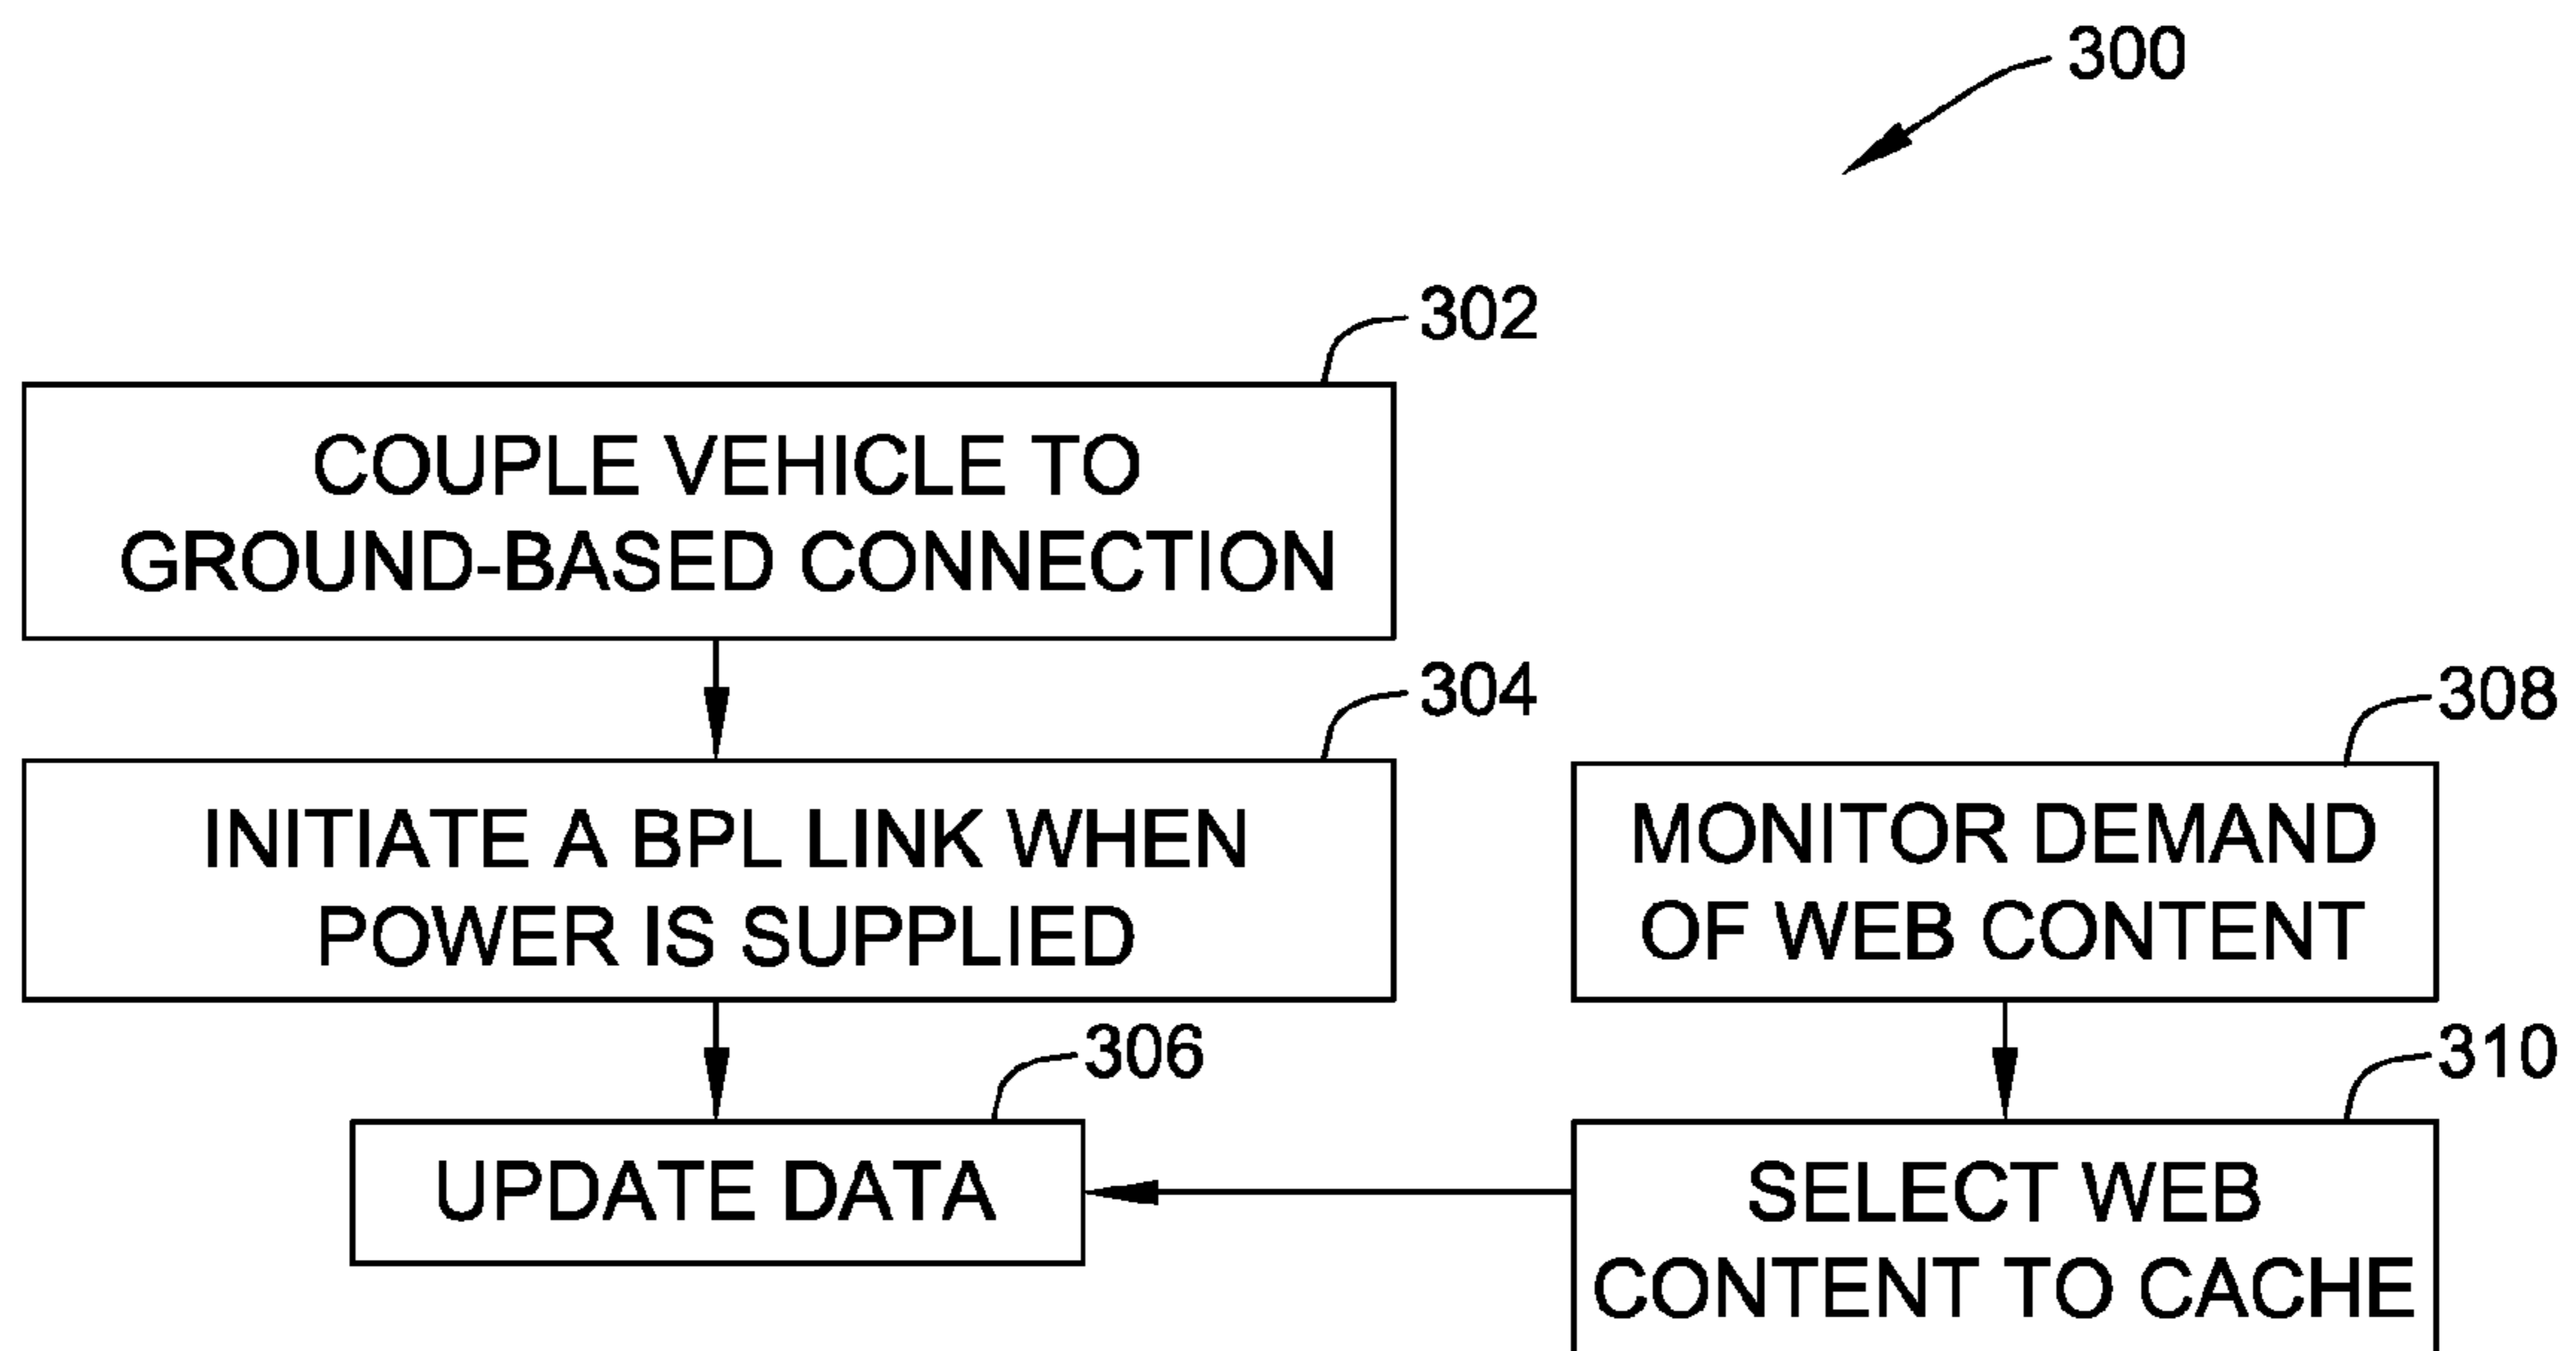 300
302
COUPLE VEHICLE TO
GROUND-BASED CONNECTION
304
INITIATE A BPL LINK WHEN
POWER IS SUPPLIED
308
MONITOR DEMAND
OF WEB CONTENT
306
UPDATE DATA
310
SELECT WEB
CONTENT TO CACHE